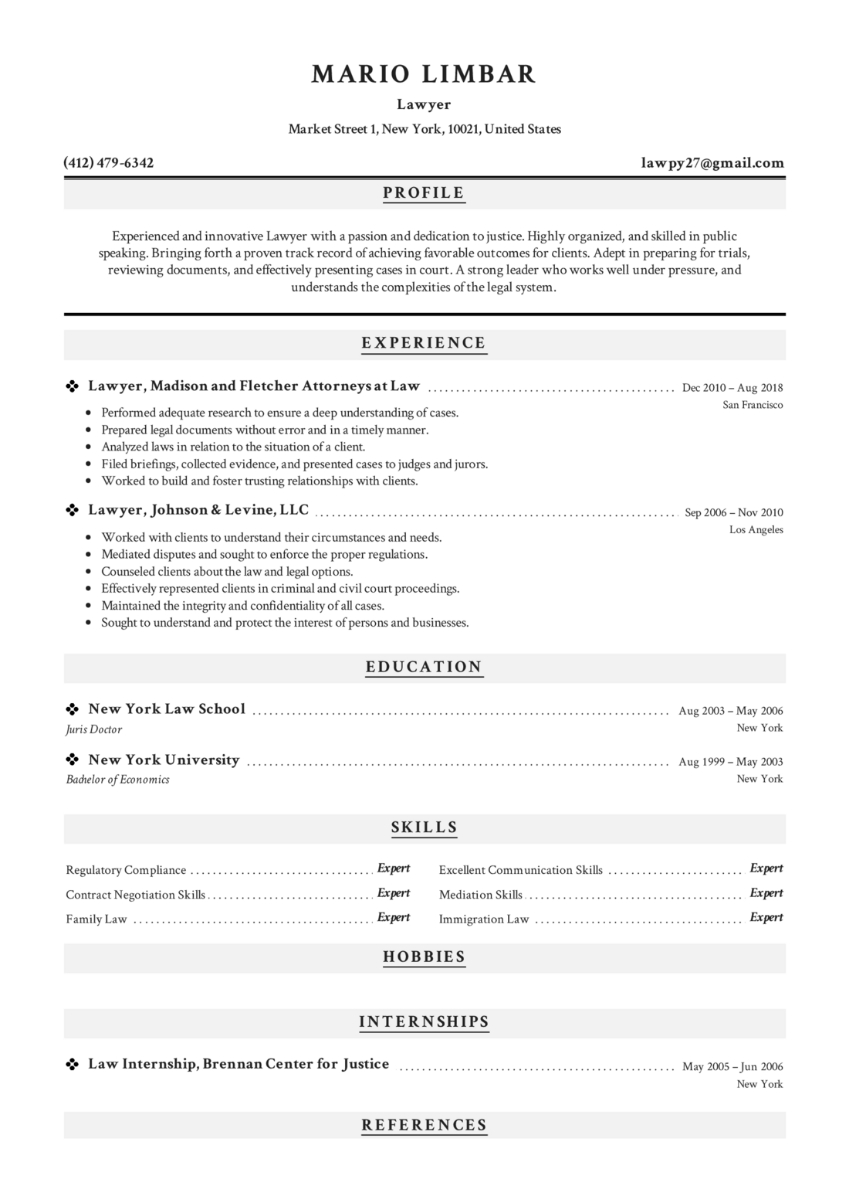 MARIO LIMBAR
Lawyer
Market Street 1, New York, 10021, United States
(412) 479-6342 lawpy27@gmail.com
PROFILE
Experienced and innovative Lawyer with a passion and dedication to justice. Highly organized, and skilled in public
speaking. Bringing forth a proven track record of achieving favorable outcomes for clients. Adept in preparing for trials,
reviewing documents, and effectively presenting cases in court. A strong leader who works well under pressure, and
understands the complexities of the legal system.
EXPERIENCE
Lawyer, Madison and Fletcher Attorneys at Law Dec 2010 – Aug 2018
San Francisco
• Performed adequate research to ensure a deep understanding of cases.
• Prepared legal documents without error and in a timely manner.
• Analyzed laws in relation to the situation of a client.
• Filed briefings, collected evidence, and presented cases to judges and jurors.
• Worked to build and foster trusting relationships with clients.
Lawyer, Johnson & Levine, LLC Sep 2006 – Nov 2010
Los Angeles
• Worked with clients to understand their circumstances and needs.
• Mediated disputes and sought to enforce the proper regulations.
• Counseled clients about the law and legal options.
• Effectively represented clients in criminal and civil court proceedings.
• Maintained the integrity and confidentiality of all cases.
• Sought to understand and protect the interest of persons and businesses.
EDUCATION
New York Law School Aug 2003 – May 2006
Juris Doctor New York
New York University Aug 1999 – May 2003
Bachelor of Economics New York
SKILLS
Regulatory Compliance Expert Excellent Communication Skills Expert
Contract Negotiation Skills Expert Mediation Skills Expert
Family Law Expert Immigration Law Expert
HOBBIES
INTERNSHIPS
Law Internship, Brennan Center for Justice May 2005 – Jun 2006
New York
REFERENCES